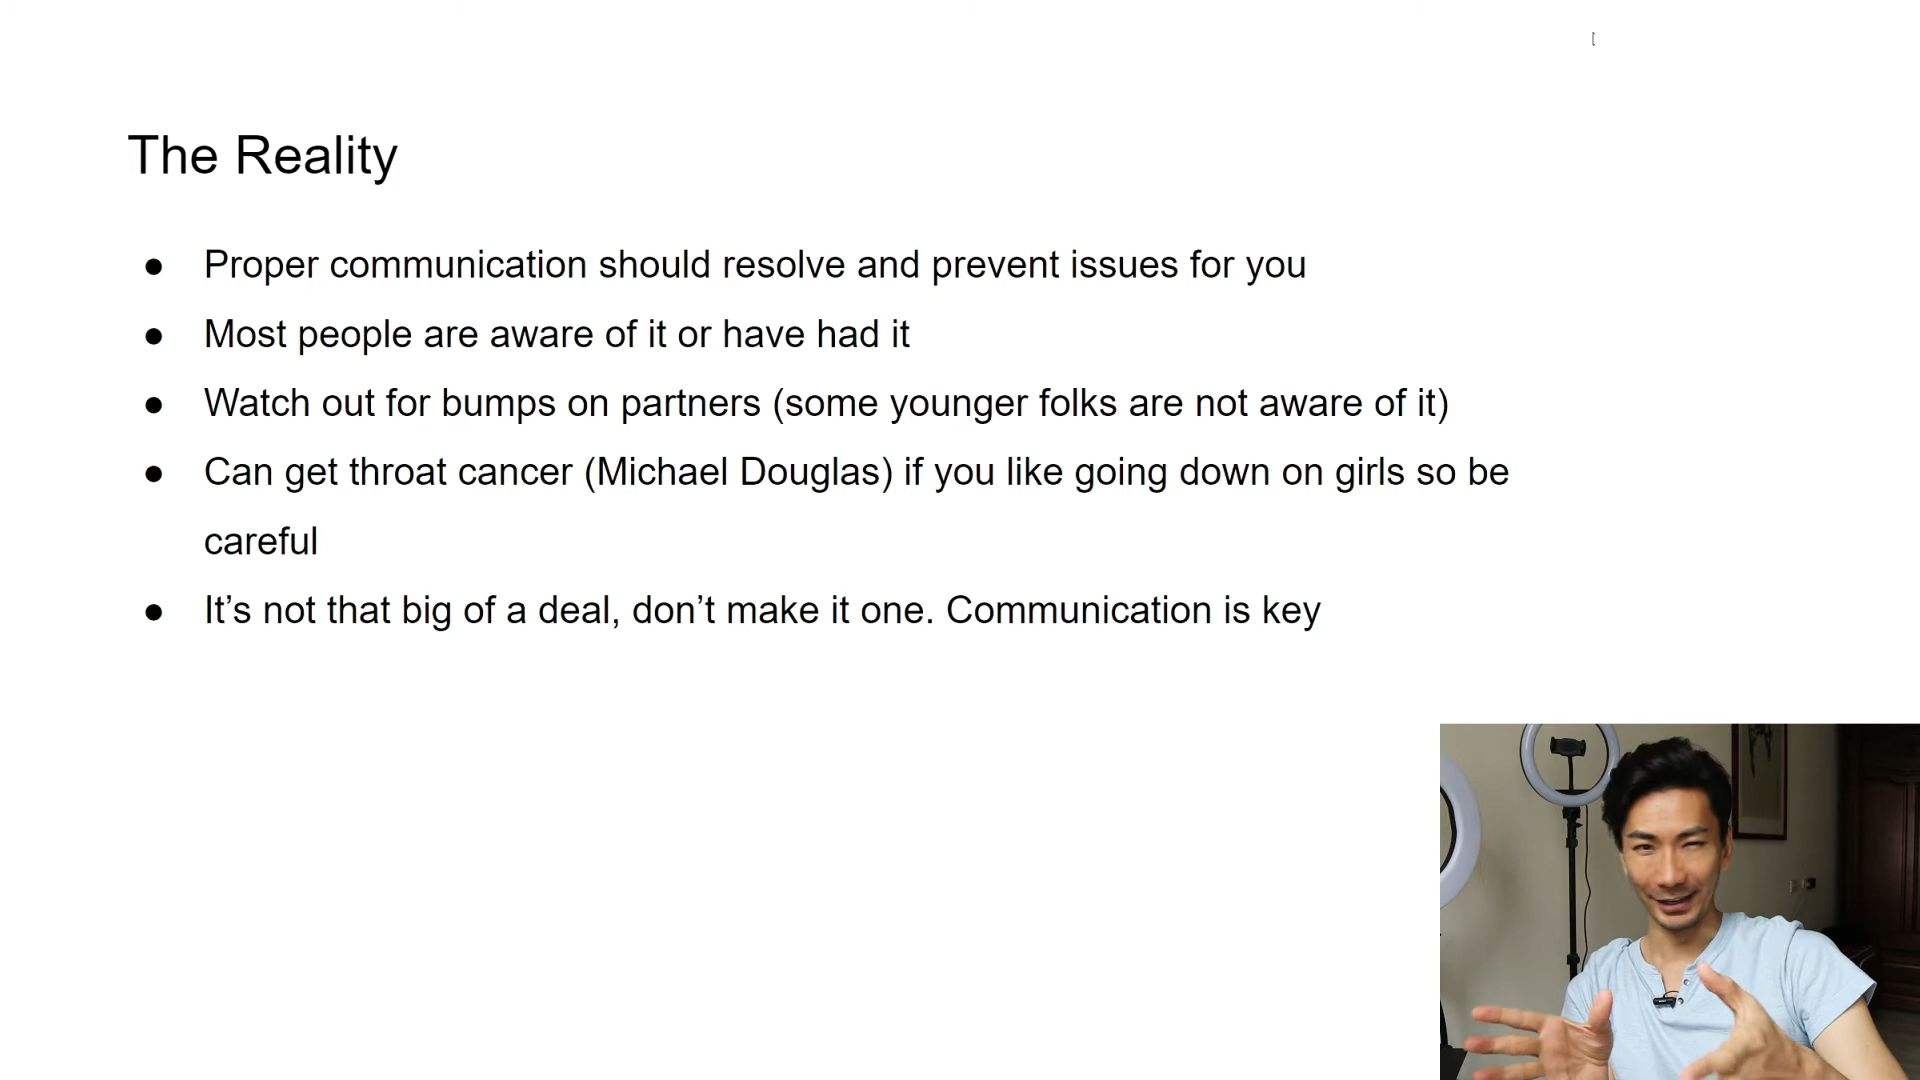 The Reality
● Proper communication should resolve and prevent issues for you
● Most people are aware of it or have had it
● Watch out for bumps on partners (some younger folks are not aware of it)
● Can get throat cancer (Michael Douglas) if you like going down on girls so be
careful
● It’s not that big of a deal, don’t make it one. Communication is key